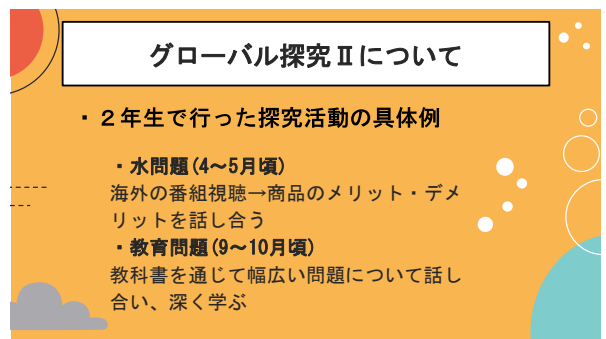 グローバル探究Ⅱについて
・２年生で行った探究活動の具体例
・水問題(4〜5月頃)
海外の番組視聴→商品のメリット・デメ
リットを話し合う
・教育問題(9〜10月頃)
教科書を通じて幅広い問題について話し
合い、深く学ぶ